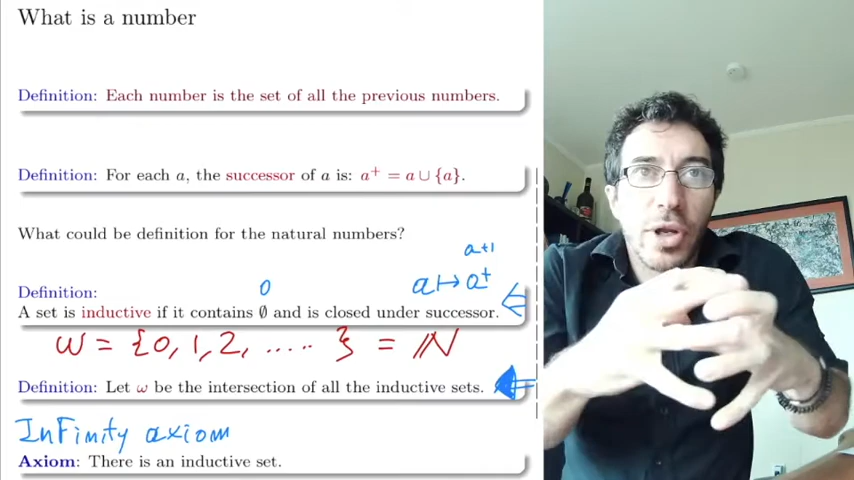 What is a number
Definition: Each number is the set of all the previous numbers.
Definition: For each a, the successor of a is: a⁺ = a ∪ {a}.
What could be definition for the natural numbers?
a+1
Definition:
0
a ↦ a⁺
A set is inductive if it contains ∅ and is closed under successor.
ω = {0, 1, 2, ..... } = ℕ
Definition: Let ω be the intersection of all the inductive sets.
InFinity axiom
Axiom: There is an inductive set.